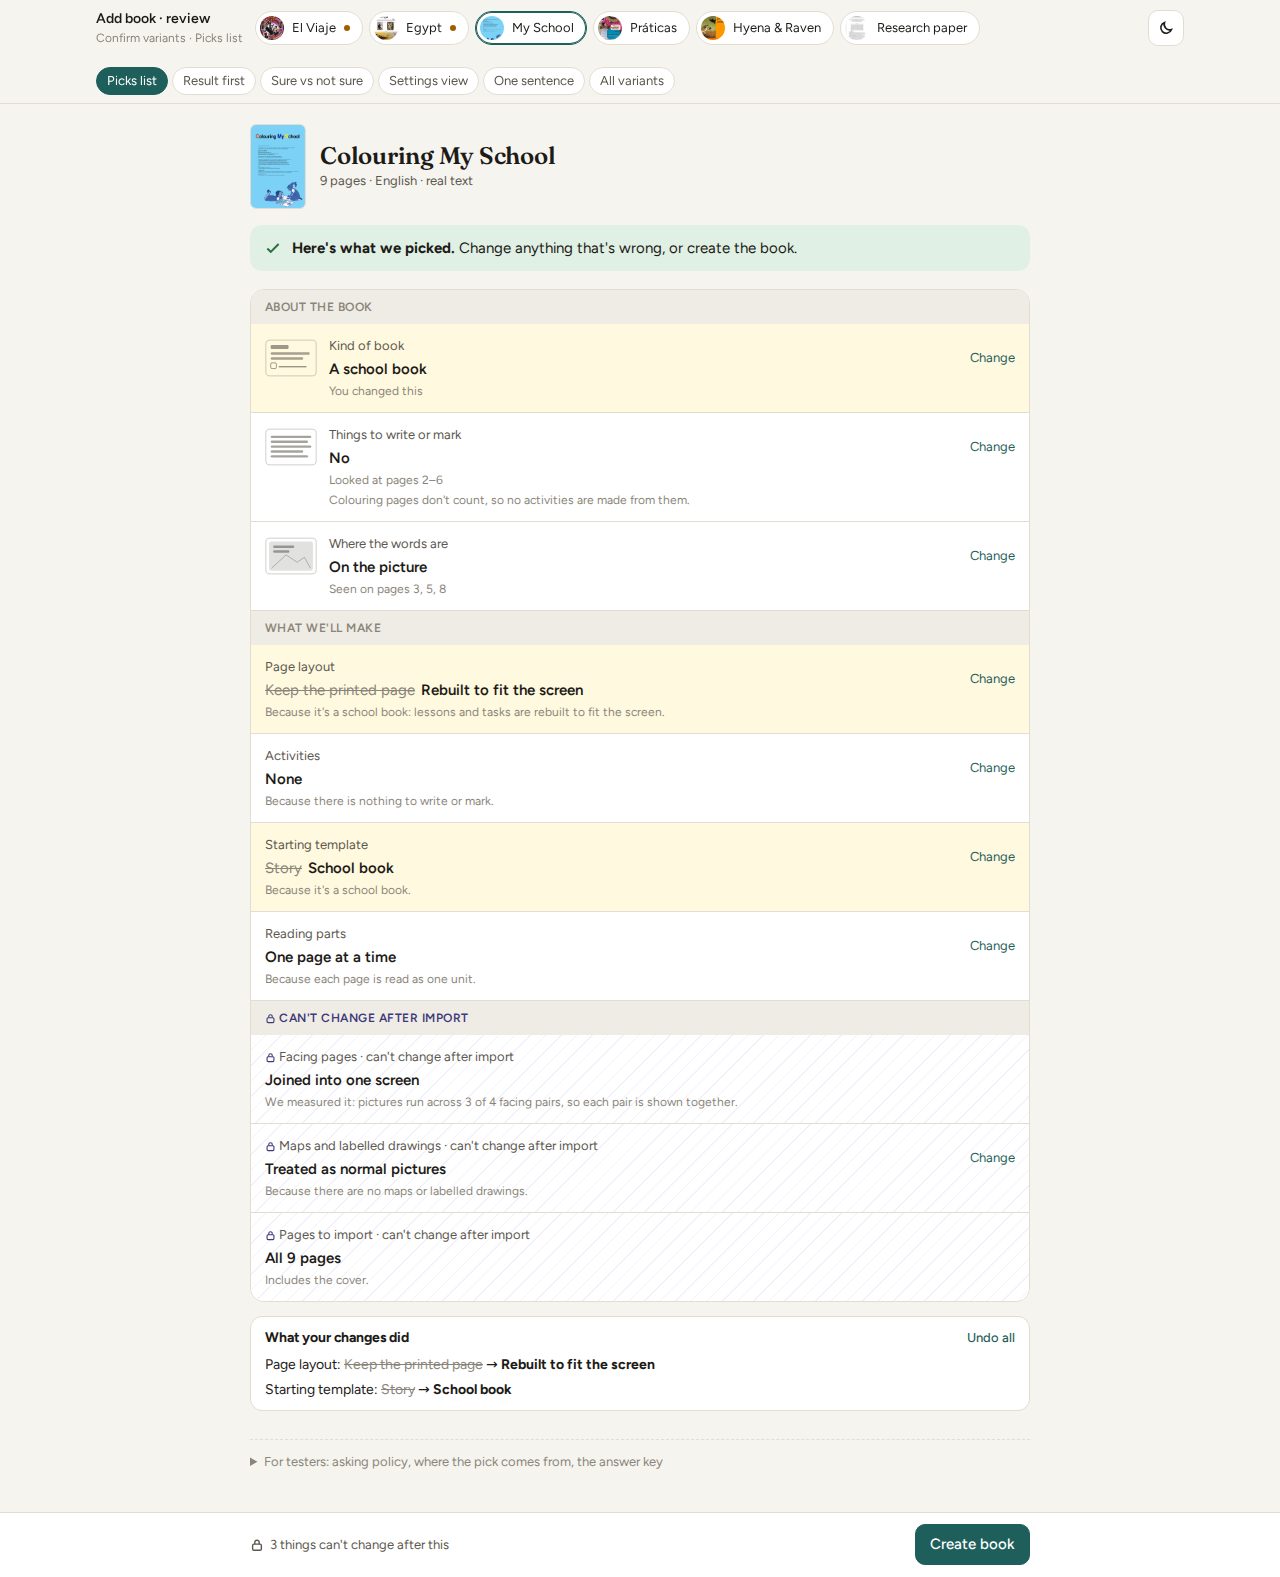 Add book · review
Confirm variants · Picks list
El Viaje
Egypt
My School
Práticas
Hyena & Raven
Research paper
Picks list
Result first
Sure vs not sure
Settings view
One sentence
All variants
Colouring My School
Colouring My School
9 pages · English · real text
Here's what we picked. Change anything that's wrong, or create the book.
ABOUT THE BOOK
Kind of book
A school book
You changed this
Change
Things to write or mark
No
Looked at pages 2–6
Colouring pages don't count, so no activities are made from them.
Change
Where the words are
On the picture
Seen on pages 3, 5, 8
Change
WHAT WE'LL MAKE
Page layout
Keep the printed page Rebuilt to fit the screen
Because it's a school book: lessons and tasks are rebuilt to fit the screen.
Change
Activities
None
Because there is nothing to write or mark.
Change
Starting template
Story School book
Because it's a school book.
Change
Reading parts
One page at a time
Because each page is read as one unit.
Change
CAN'T CHANGE AFTER IMPORT
Facing pages · can't change after import
Joined into one screen
We measured it: pictures run across 3 of 4 facing pairs, so each pair is shown together.
Maps and labelled drawings · can't change after import
Treated as normal pictures
Because there are no maps or labelled drawings.
Change
Pages to import · can't change after import
All 9 pages
Includes the cover.
What your changes did
Undo all
Page layout: Keep the printed page → Rebuilt to fit the screen
Starting template: Story → School book
For testers: asking policy, where the pick comes from, the answer key
3 things can't change after this
Create book